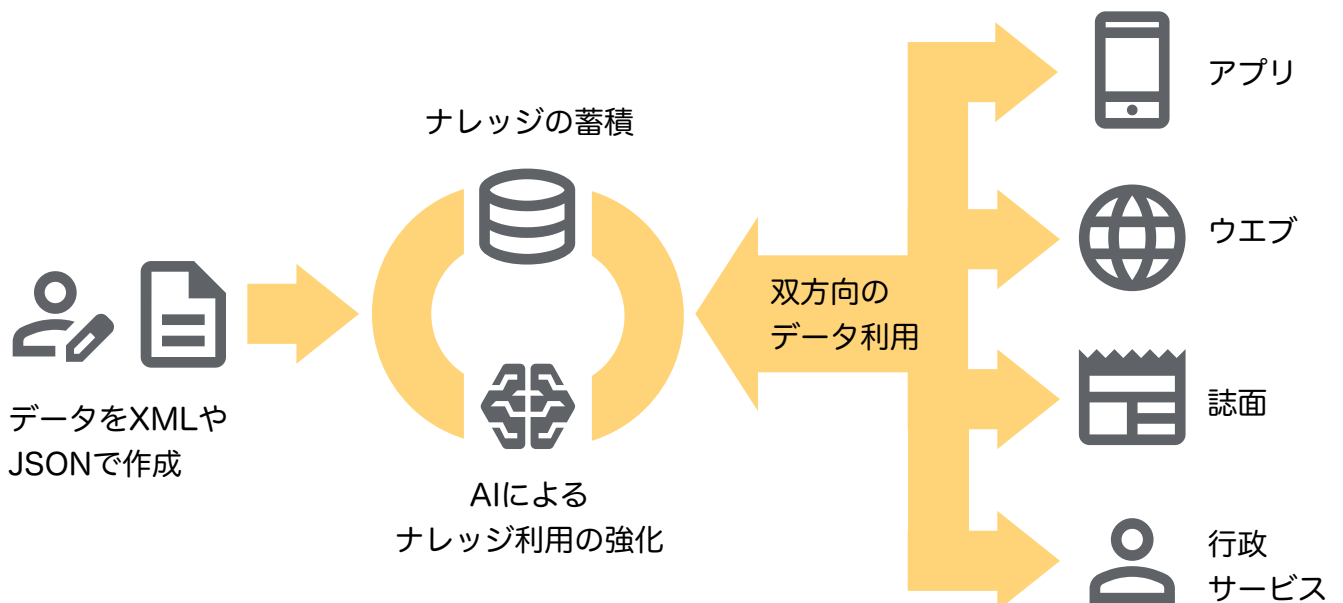 データをXMLや
JSONで作成
ナレッジの蓄積
AIによる
ナレッジ利用の強化
双方向の
データ利用
アプリ
ウエブ
誌面
行政
サービス